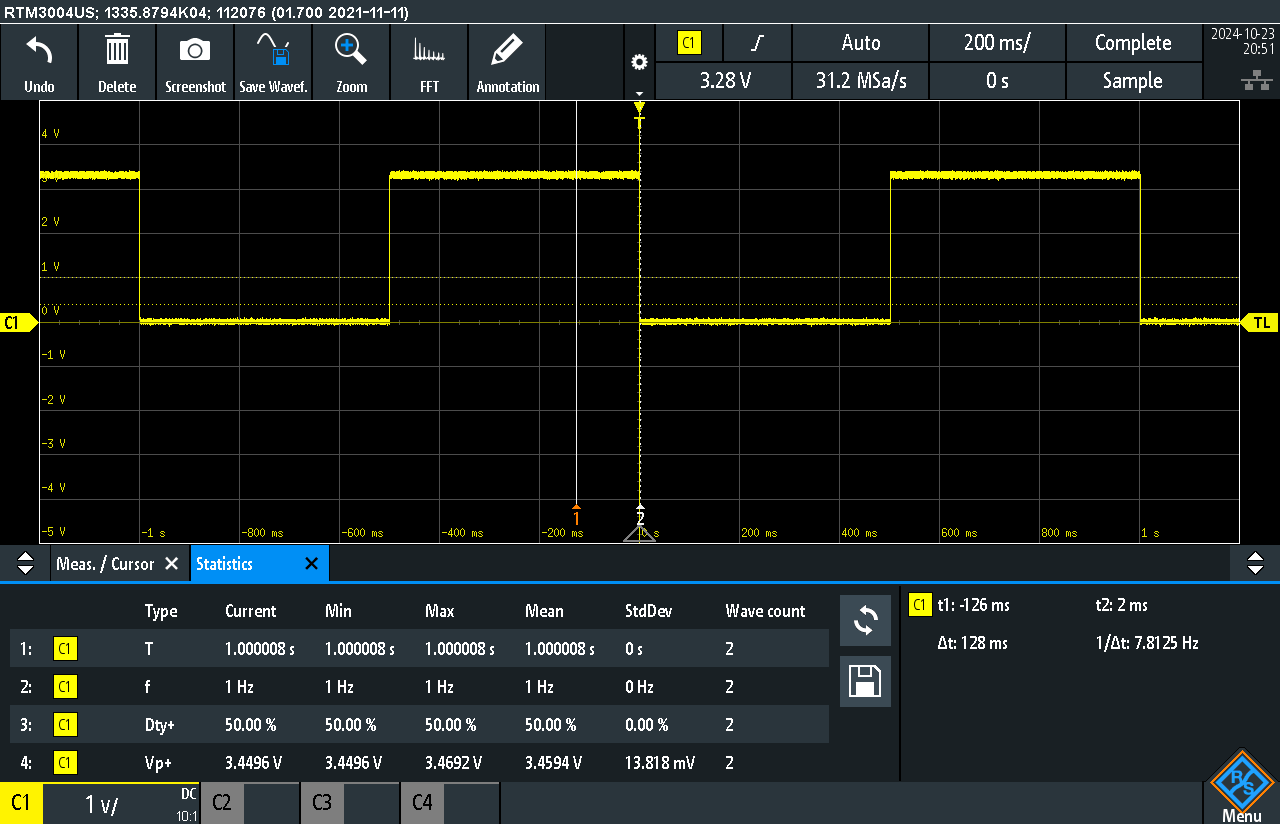 RTM3004US; 1335.8794K04; 112076 (01.700 2021-11-11)
Undo Delete Screenshot Save Wavef. Zoom FFT Annotation
C1 Auto 200 ms/ Complete
3.28 V 31.2 MSa/s 0 s Sample
2024-10-23
20:51
T
4 V
2 V
1 V
0 V
C1 TL
-1 V
-2 V
-3 V
-4 V
-5 V
1 2
-1 s -800 ms -600 ms -400 ms -200 ms 0 s 200 ms 400 ms 600 ms 800 ms 1 s
Meas. / Cursor Statistics
Type Current Min Max Mean StdDev Wave count
1: C1 T 1.000008 s 1.000008 s 1.000008 s 1.000008 s 0 s 2
2: C1 f 1 Hz 1 Hz 1 Hz 1 Hz 0 Hz 2
3: C1 Dty+ 50.00 % 50.00 % 50.00 % 50.00 % 0.00 % 2
4: C1 Vp+ 3.4496 V 3.4496 V 3.4692 V 3.4594 V 13.818 mV 2
C1 t1: -126 ms t2: 2 ms
Δt: 128 ms 1/Δt: 7.8125 Hz
C1 1 V/ DC 10:1 C2 C3 C4
R&S
Menu